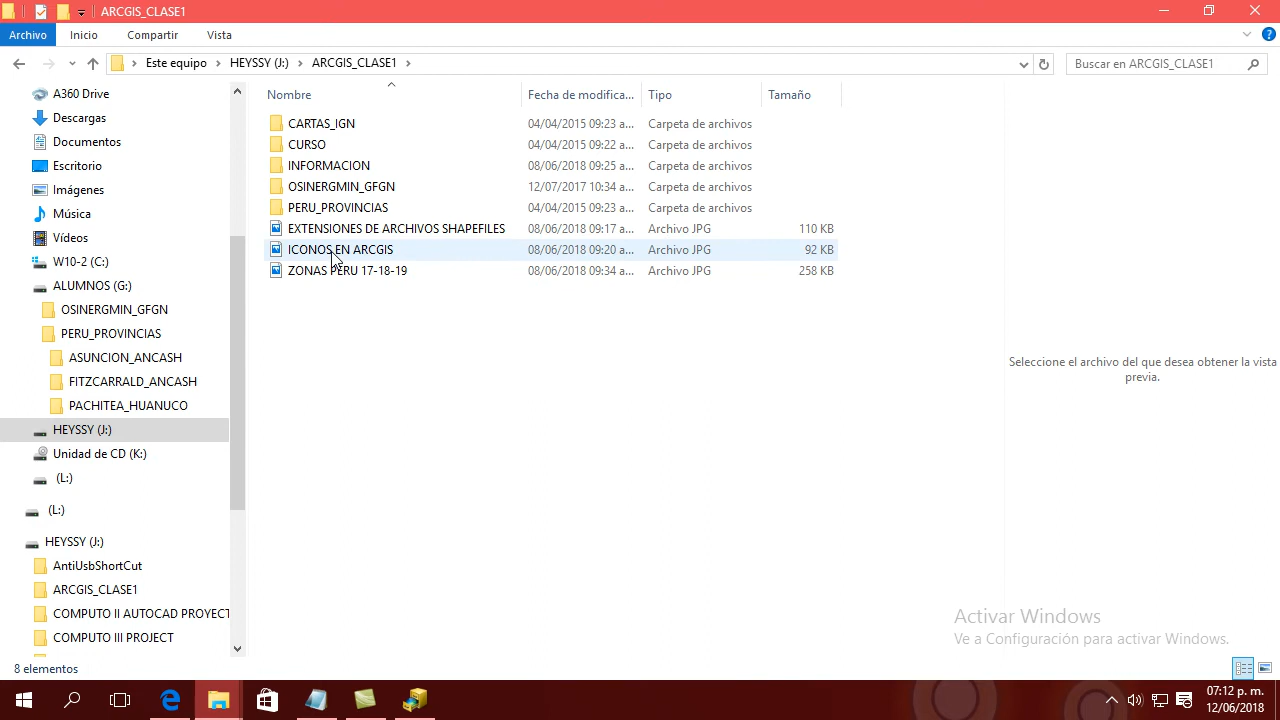 ARCGIS_CLASE1
Archivo Inicio Compartir Vista
Este equipo HEYSSY (J:) ARCGIS_CLASE1
Buscar en ARCGIS_CLASE1
A360 Drive
Descargas
Documentos
Escritorio
Imágenes
Música
Vídeos
W10-2 (C:)
ALUMNOS (G:)
OSINERGMIN_GFGN
PERU_PROVINCIAS
ASUNCION_ANCASH
FITZCARRALD_ANCASH
PACHITEA_HUANUCO
HEYSSY (J:)
Unidad de CD (K:)
(L:)
(L:)
HEYSSY (J:)
AntiUsbShortCut
ARCGIS_CLASE1
COMPUTO II AUTOCAD PROYECT
COMPUTO III PROJECT
Nombre Fecha de modifica... Tipo Tamaño
CARTAS_IGN 04/04/2015 09:23 a... Carpeta de archivos
CURSO 04/04/2015 09:22 a... Carpeta de archivos
INFORMACION 08/06/2018 09:25 a... Carpeta de archivos
OSINERGMIN_GFGN 12/07/2017 10:34 a... Carpeta de archivos
PERU_PROVINCIAS 04/04/2015 09:23 a... Carpeta de archivos
EXTENSIONES DE ARCHIVOS SHAPEFILES 08/06/2018 09:17 a... Archivo JPG 110 KB
ICONOS EN ARCGIS 08/06/2018 09:20 a... Archivo JPG 92 KB
ZONAS PERU 17-18-19 08/06/2018 09:34 a... Archivo JPG 258 KB
Seleccione el archivo del que desea obtener la vista
previa.
Activar Windows
Ve a Configuración para activar Windows.
8 elementos
07:12 p. m.
12/06/2018